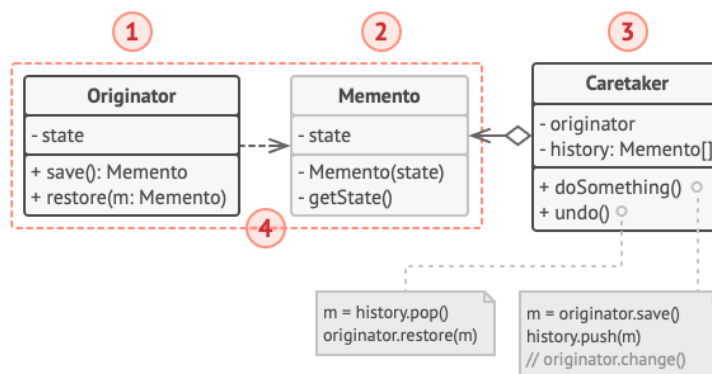 1
2
3
Originator
- state
+ save(): Memento
+ restore(m: Memento)
Memento
- state
- Memento(state)
- getState()
Caretaker
- originator
- history: Memento[]
+ doSomething()
+ undo()
4
m = history.pop()
originator.restore(m)
m = originator.save()
history.push(m)
// originator.change()